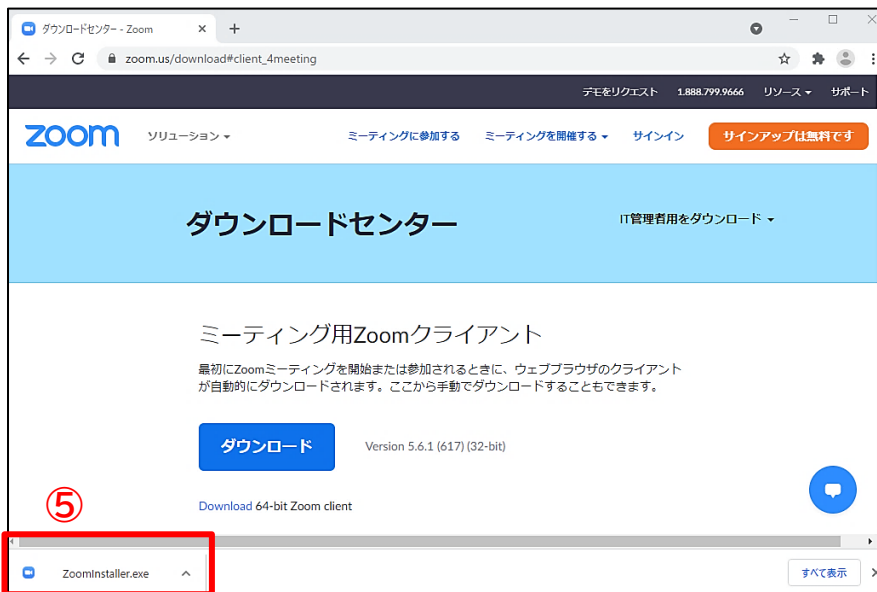 ダウンロードセンター - Zoom
zoom.us/download#client_4meeting
デモをリクエスト 1.888.799.9666 リソース サポート
zoom ソリューション ミーティングに参加する ミーティングを開催する サインイン サインアップは無料です
ダウンロードセンター IT管理者用をダウンロード
ミーティング用Zoomクライアント
最初にZoomミーティングを開始または参加されるときに、ウェブブラウザのクライアント
が自動的にダウンロードされます。ここから手動でダウンロードすることもできます。
ダウンロード Version 5.6.1 (617) (32-bit)
Download 64-bit Zoom client
⑤
ZoomInstaller.exe すべて表示